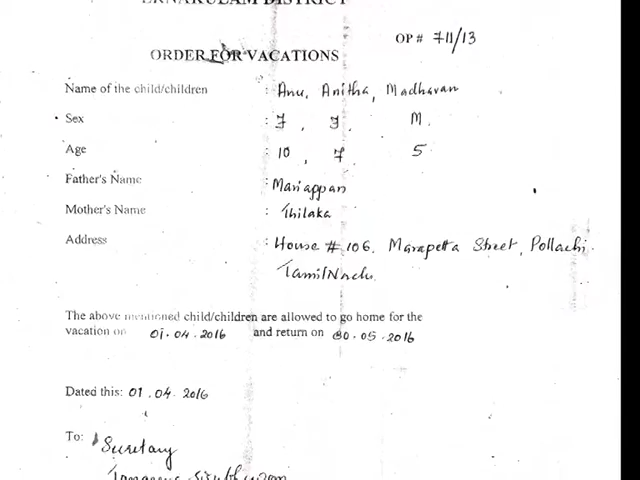 ERNAKULAM DISTRICT
OP # 711/13
ORDER FOR VACATIONS
Name of the child/children : Anu, Anitha, Madhavan
Sex : F, F, M
Age : 10, 7, 5
Father's Name : Mariappan
Mother's Name : Thilaka
Address : House # 106, Marapetta Street, Pollachi.
TamilNadu
The above mentioned child/children are allowed to go home for the
vacation on 01.04.2016 and return on 30.05.2016
Dated this: 01.04.2016
To: Secretary